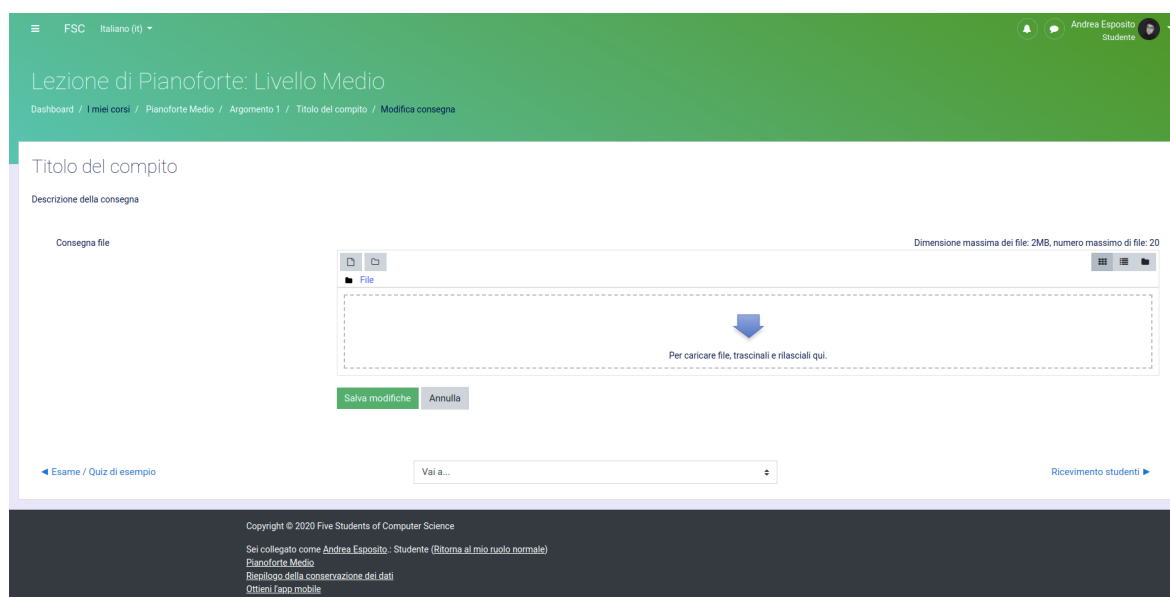 FSC Italiano (it)
Andrea Esposito
Studente
Lezione di Pianoforte: Livello Medio
Dashboard / I miei corsi / Pianoforte Medio / Argomento 1 / Titolo del compito / Modifica consegna
Titolo del compito
Descrizione della consegna
Consegna file
Dimensione massima dei file: 2MB, numero massimo di file: 20
File
Per caricare file, trascinali e rilasciali qui.
Salva modifiche Annulla
◄ Esame / Quiz di esempio
Vai a...
Ricevimento studenti ►
Copyright © 2020 Five Students of Computer Science
Sei collegato come Andrea Esposito.: Studente (Ritorna al mio ruolo normale)
Pianoforte Medio
Riepilogo della conservazione dei dati
Ottieni l'app mobile